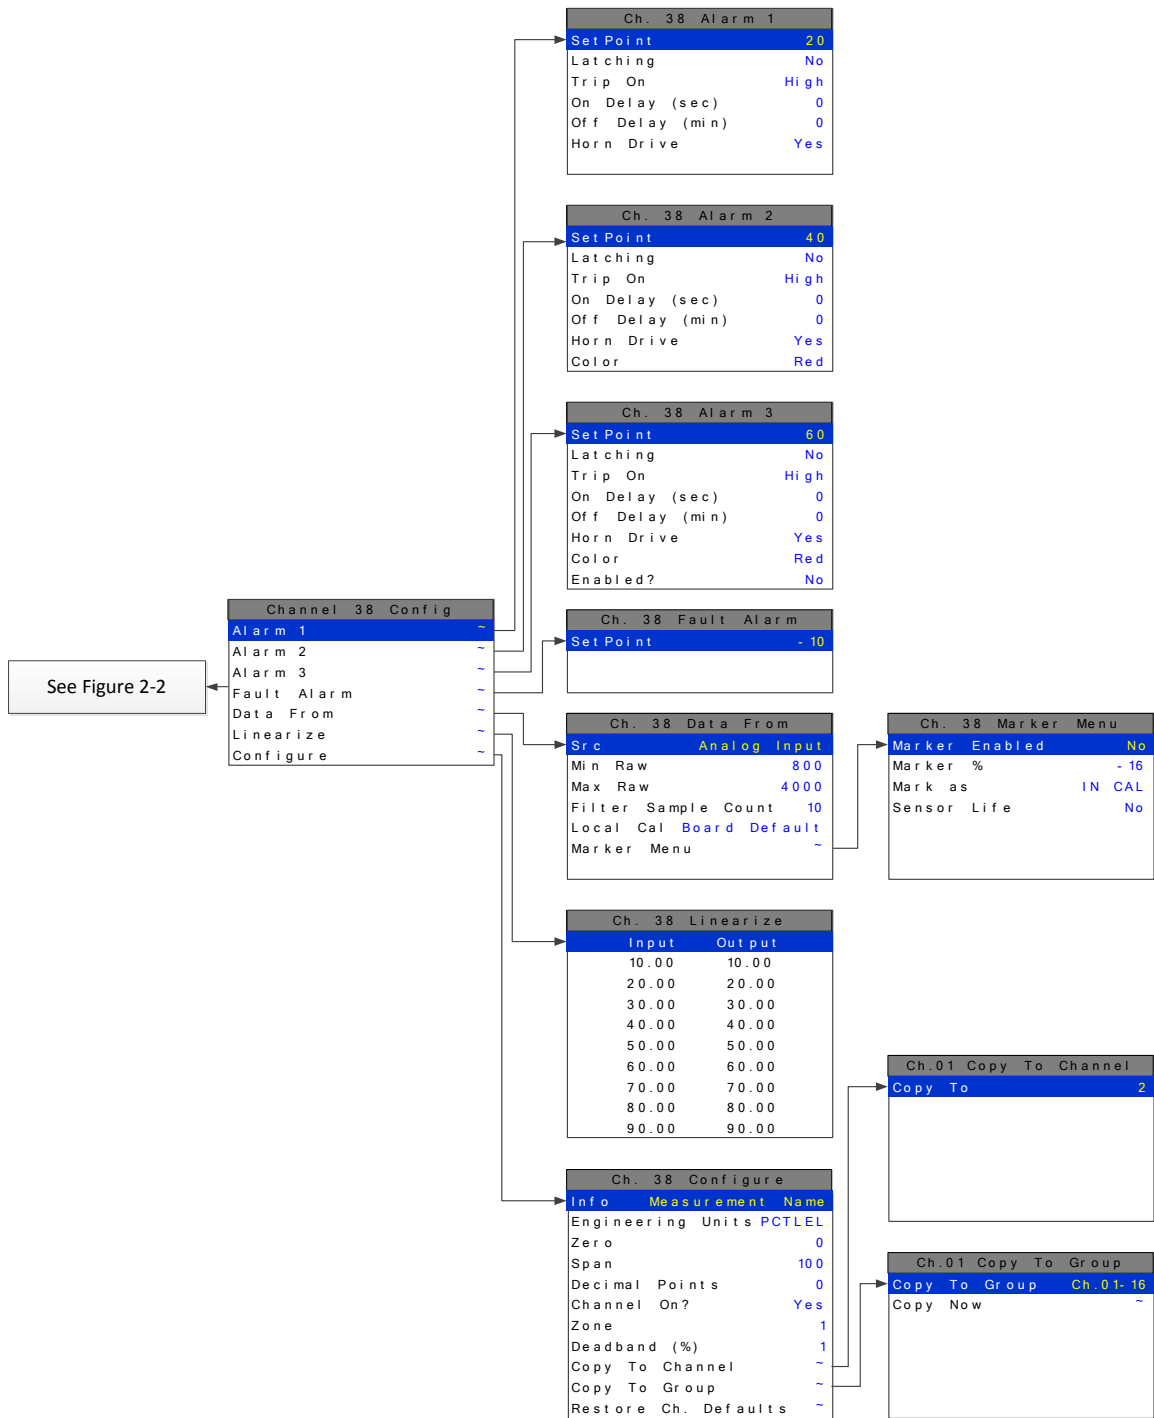 Ch. 38 Alarm 1
SetPoint 20
Latching No
Trip On High
On Delay (sec) 0
Off Delay (min) 0
Horn Drive Yes
Ch. 38 Alarm 2
SetPoint 40
Latching No
Trip On High
On Delay (sec) 0
Off Delay (min) 0
Horn Drive Yes
Color Red
Ch. 38 Alarm 3
SetPoint 60
Latching No
Trip On High
On Delay (sec) 0
Off Delay (min) 0
Horn Drive Yes
Color Red
Enabled? No
Channel 38 Config
Alarm 1 ~
Alarm 2 ~
Alarm 3 ~
Fault Alarm ~
Data From ~
Linearize ~
Configure ~
See Figure 2-2
Ch. 38 Fault Alarm
SetPoint -10
Ch. 38 Data From
Src Analog Input
Min Raw 800
Max Raw 4000
Filter Sample Count 10
Local Cal Board Default
Marker Menu ~
Ch. 38 Marker Menu
Marker Enabled No
Marker % -16
Mark as IN CAL
Sensor Life No
Ch. 38 Linearize
Input Output
10.00 10.00
20.00 20.00
30.00 30.00
40.00 40.00
50.00 50.00
60.00 60.00
70.00 70.00
80.00 80.00
90.00 90.00
Ch.01 Copy To Channel
Copy To 2
Ch. 38 Configure
Info Measurement Name
Engineering Units PCTLEL
Zero 0
Span 100
Decimal Points 0
Channel On? Yes
Zone 1
Deadband (%) 1
Copy To Channel ~
Copy To Group ~
Restore Ch. Defaults ~
Ch.01 Copy To Group
Copy To Group Ch.01-16
Copy Now ~